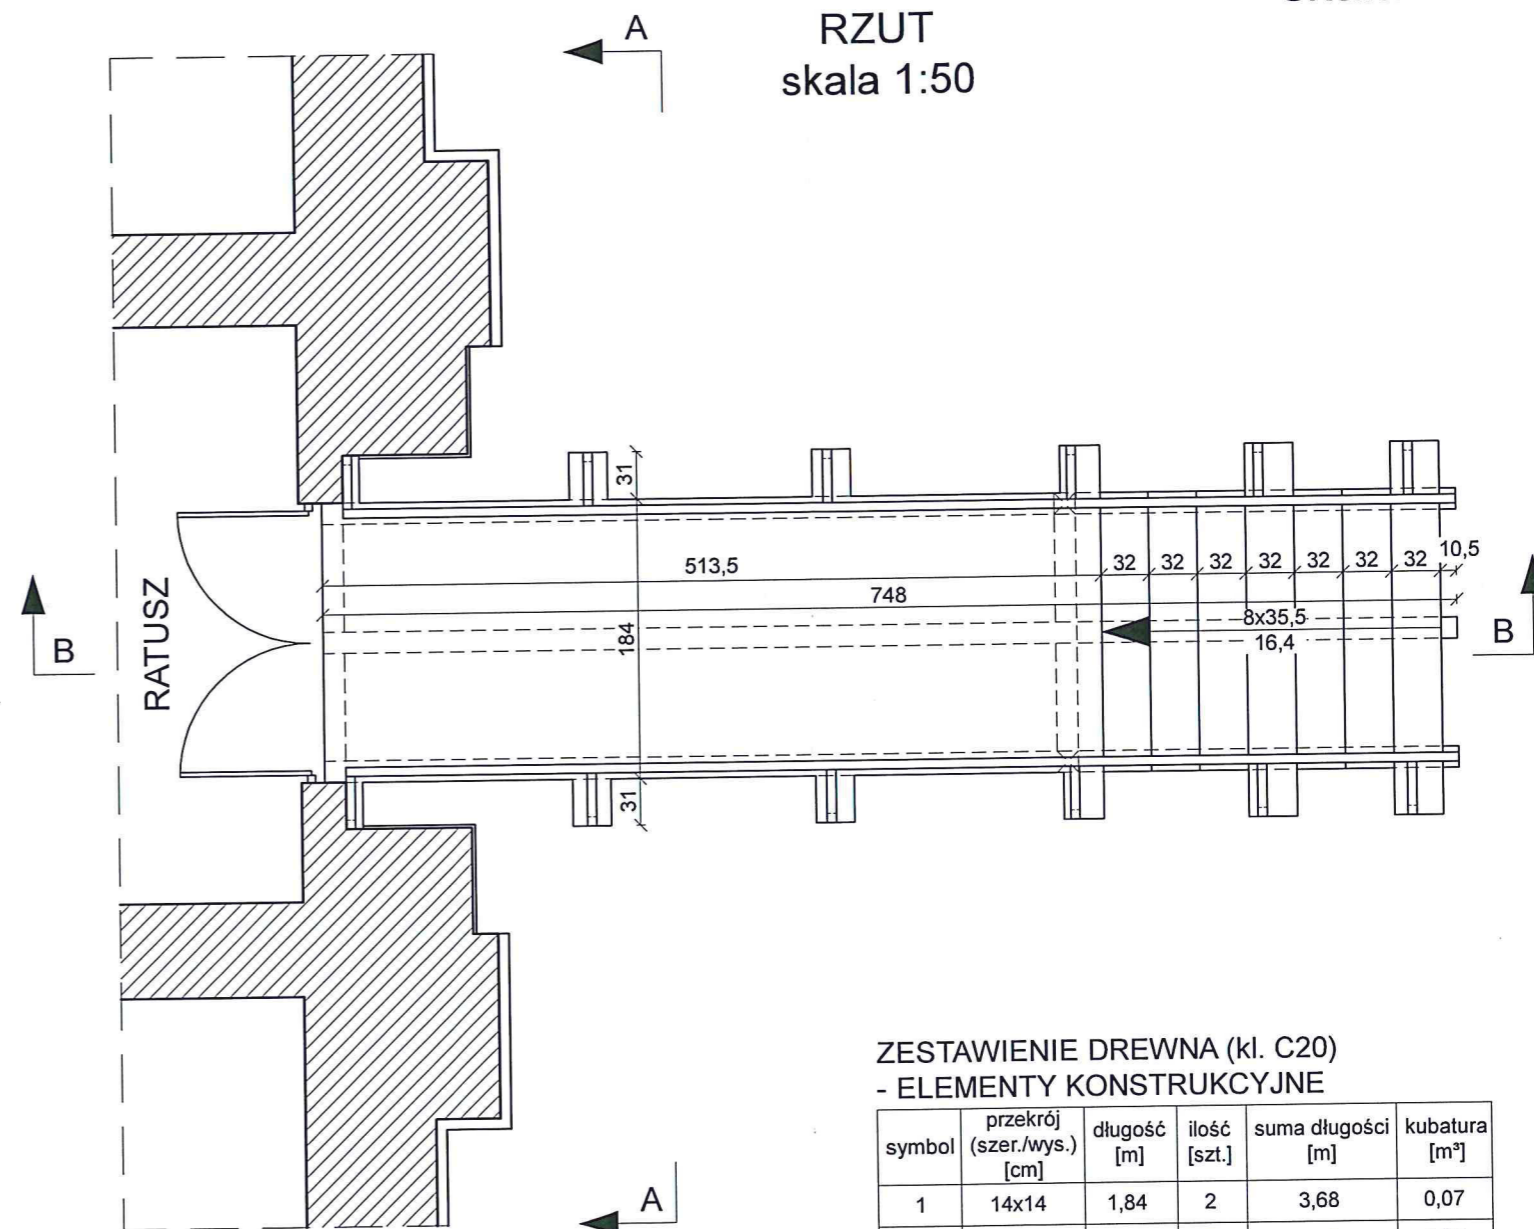 RZUT
skala 1:50
A
31
513,5
32
32
32
32
32
32
32
10,5
748
8x35,5
16,4
184
31
RATUSZ
B
B
A
ZESTAWIENIE DREWNA (kl. C20)
- ELEMENTY KONSTRUKCYJNE
symbol
przekrój
(szer./wys.)
[cm]
długość
[m]
ilość
[szt.]
suma długości
[m]
kubatura
[m³]
1 14x14 1,84 2 3,68 0,07